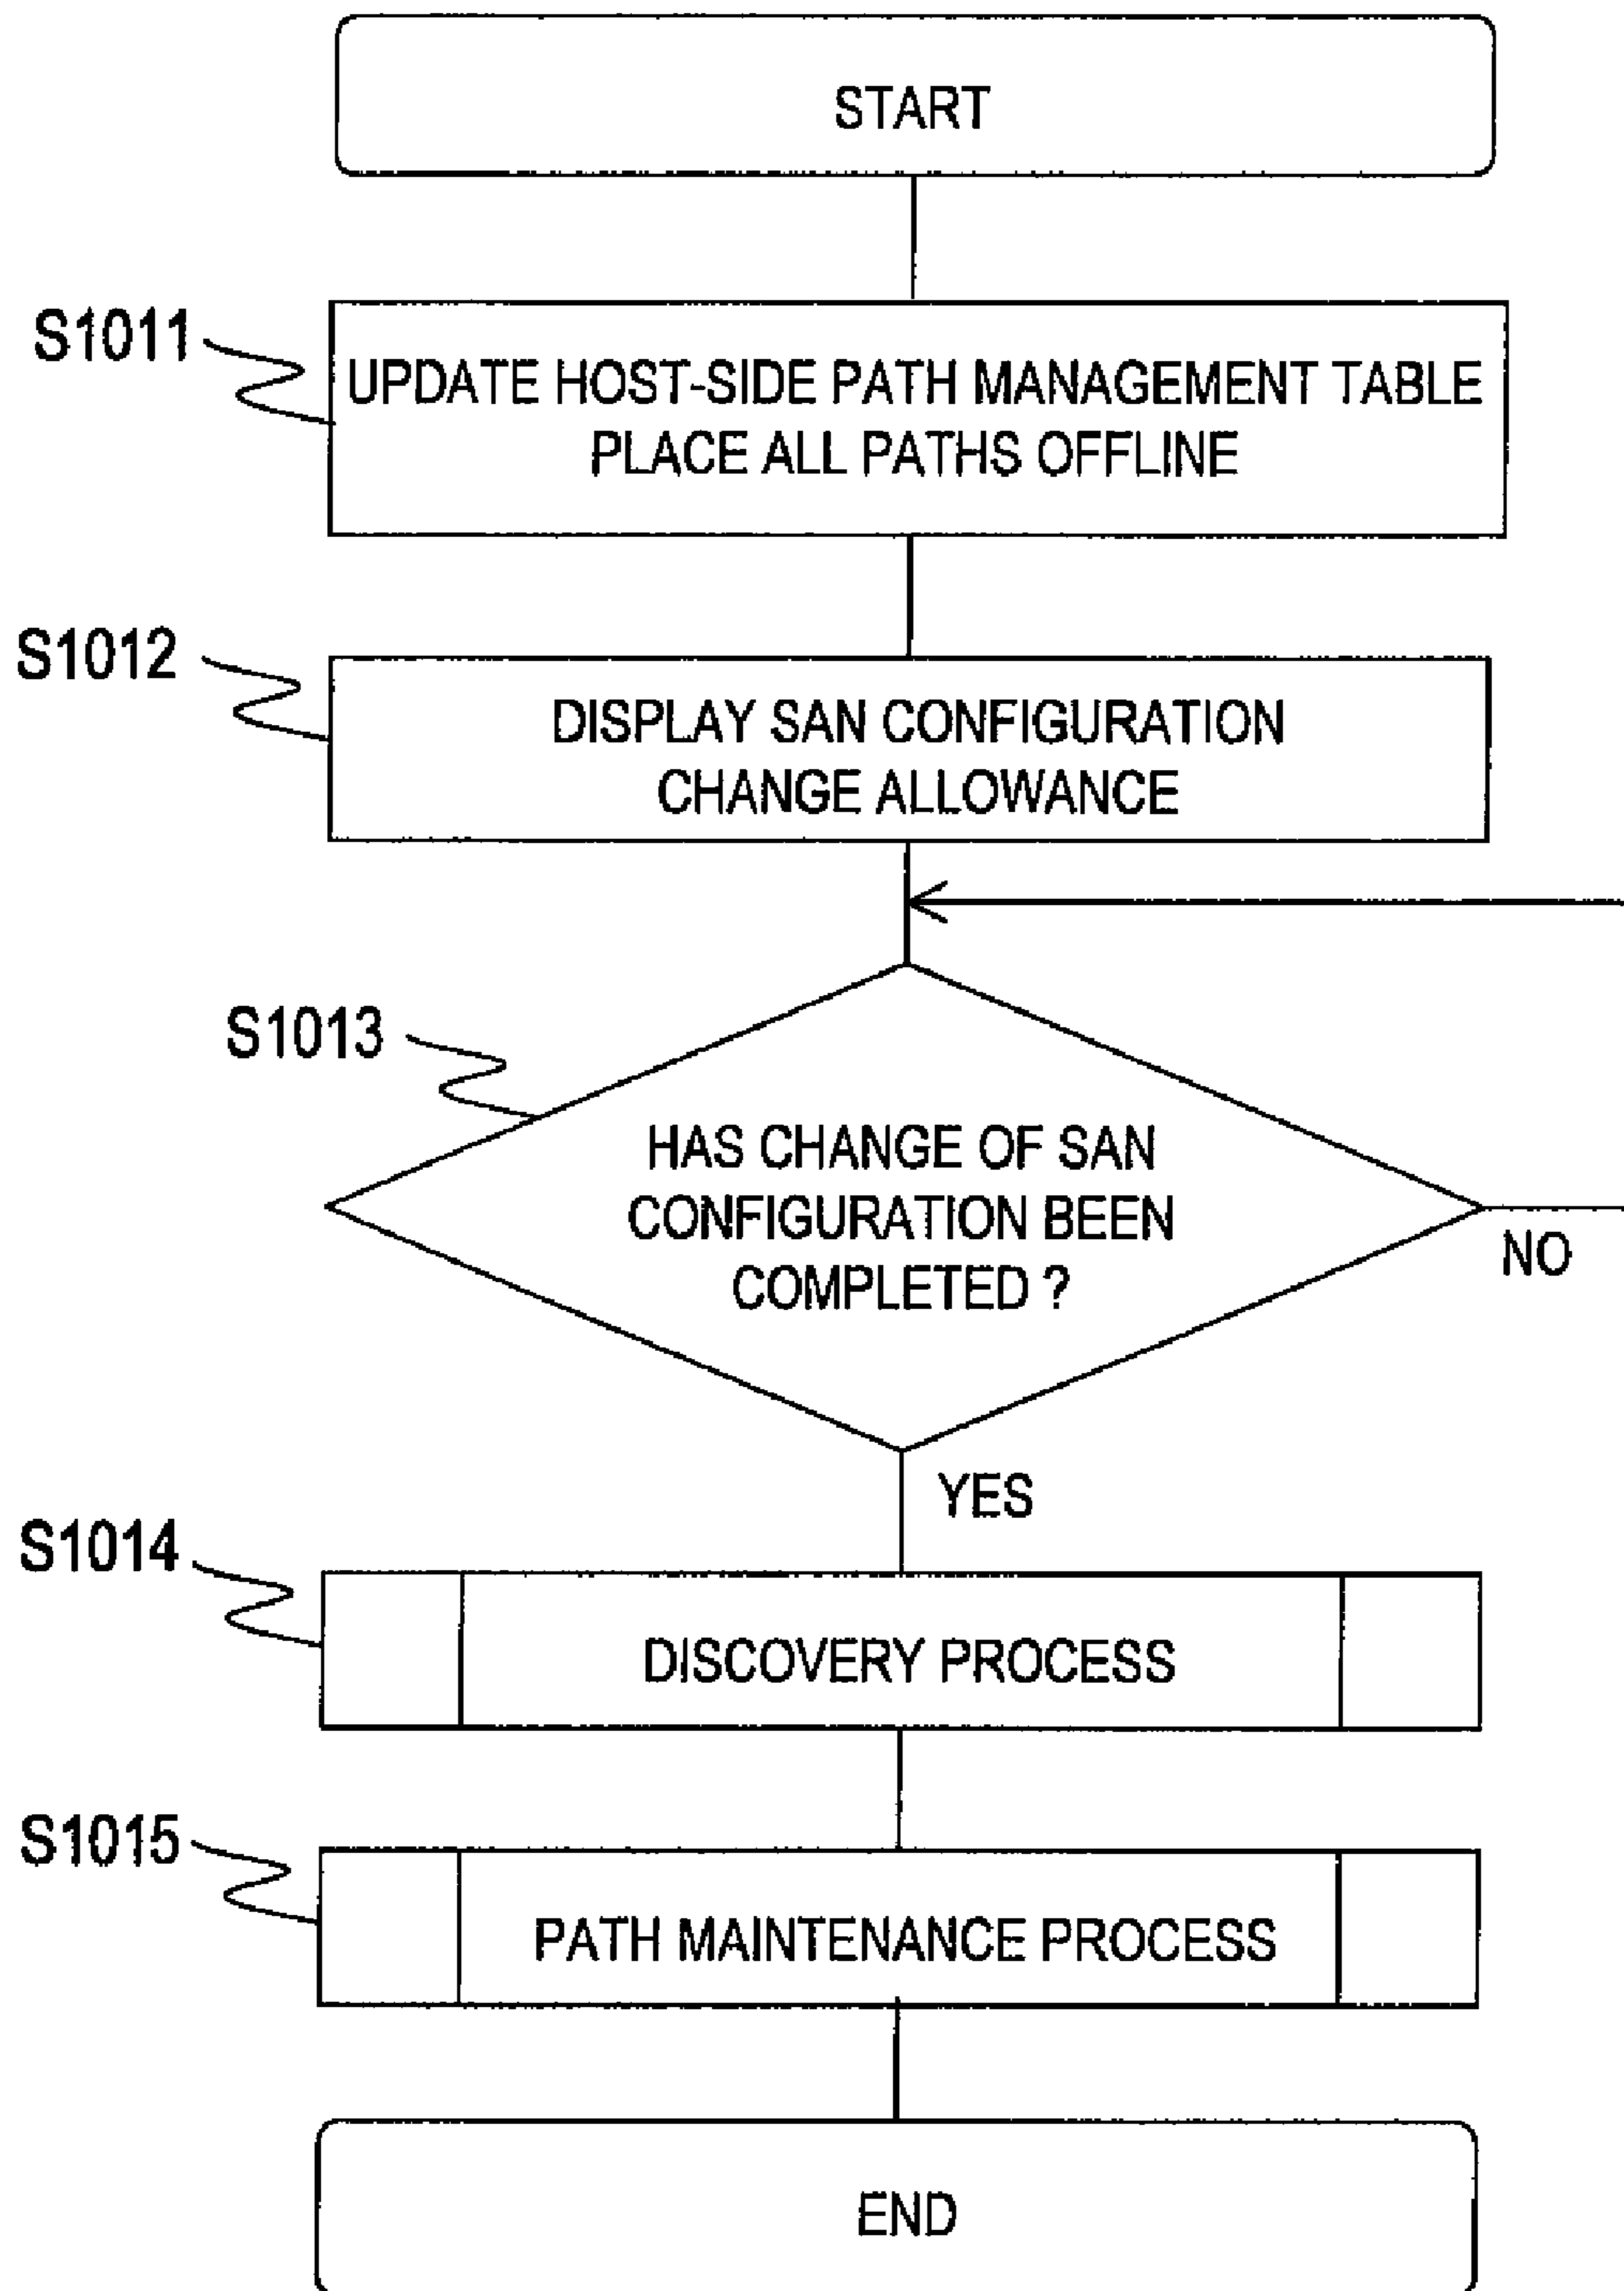 START
S1011
UPDATE HOST-SIDE PATH MANAGEMENT TABLE
PLACE ALL PATHS OFFLINE
S1012
DISPLAY SAN CONFIGURATION
CHANGE ALLOWANCE
S1013
HAS CHANGE OF SAN
CONFIGURATION BEEN
COMPLETED ?
NO
YES
S1014
DISCOVERY PROCESS
S1015
PATH MAINTENANCE PROCESS
END